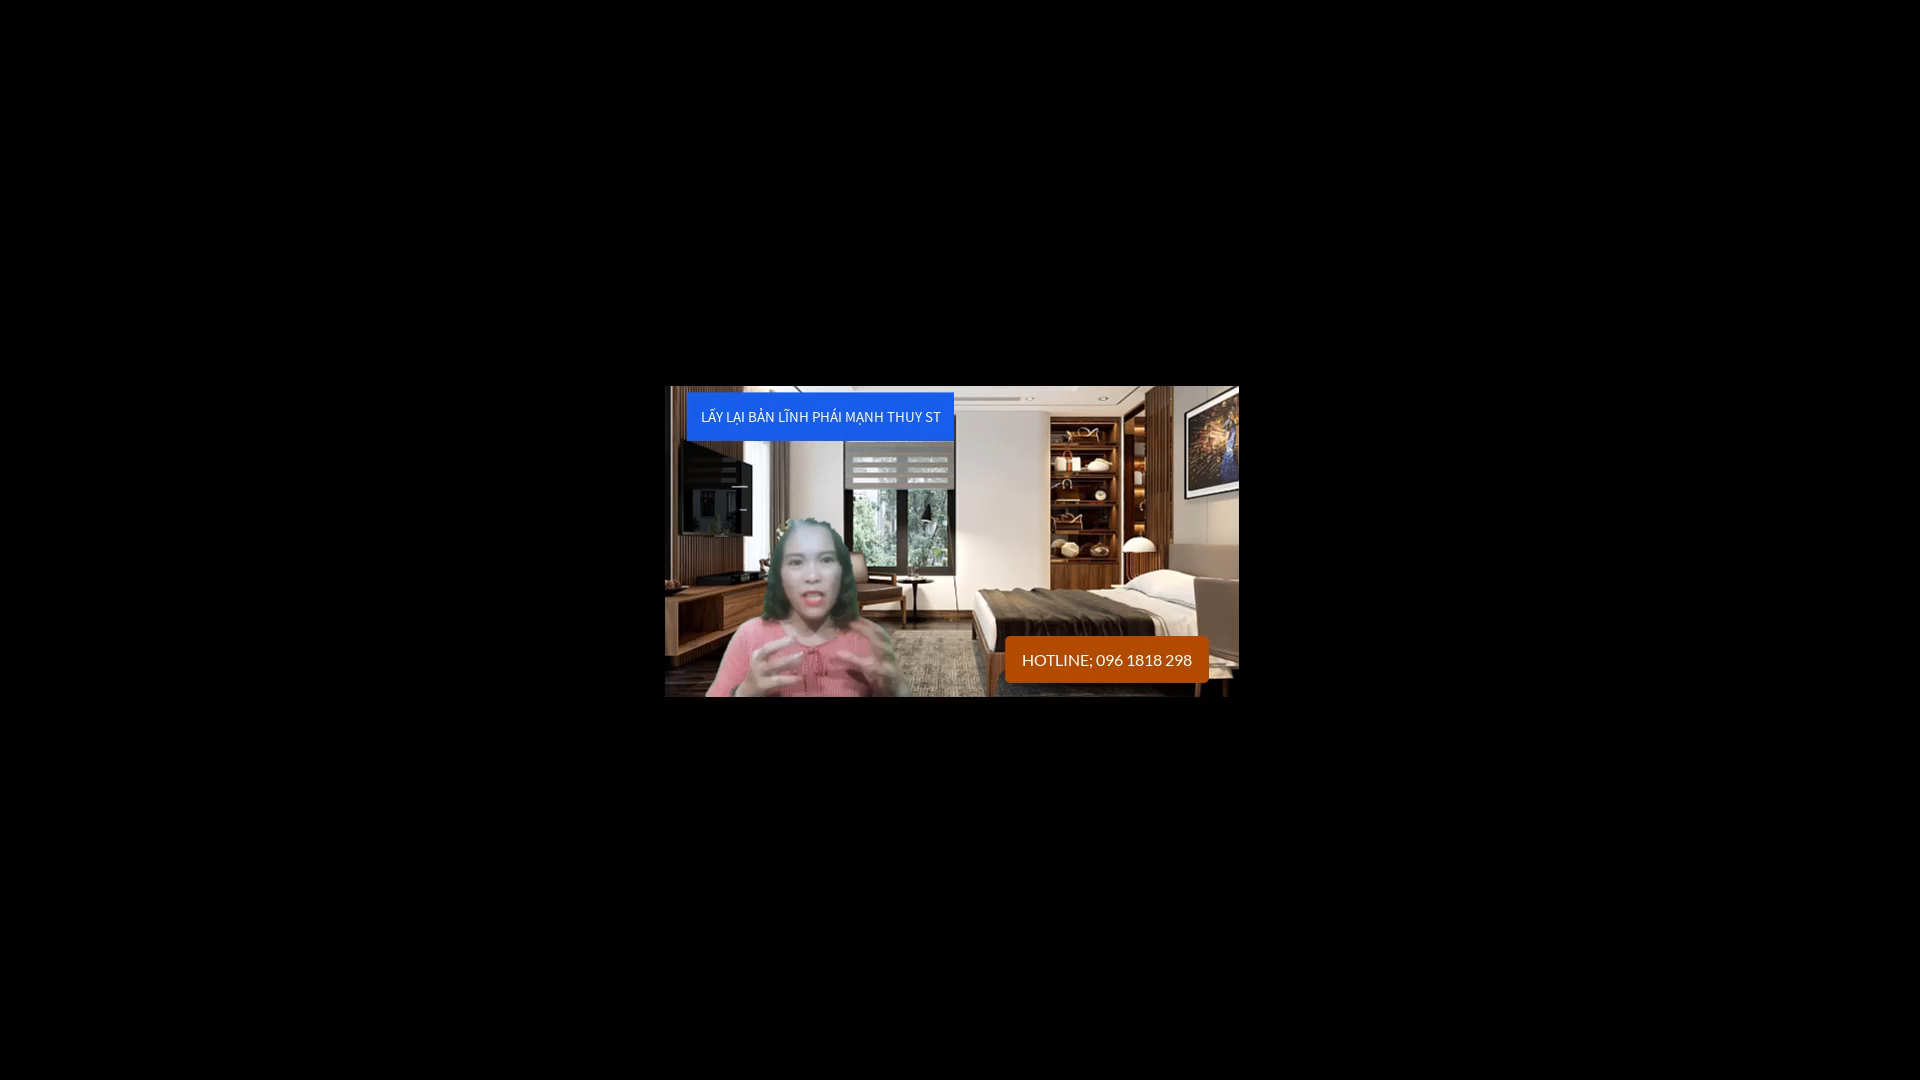 LẤY LẠI BẢN LĨNH PHÁI MẠNH THUY ST
HOTLINE; 096 1818 298